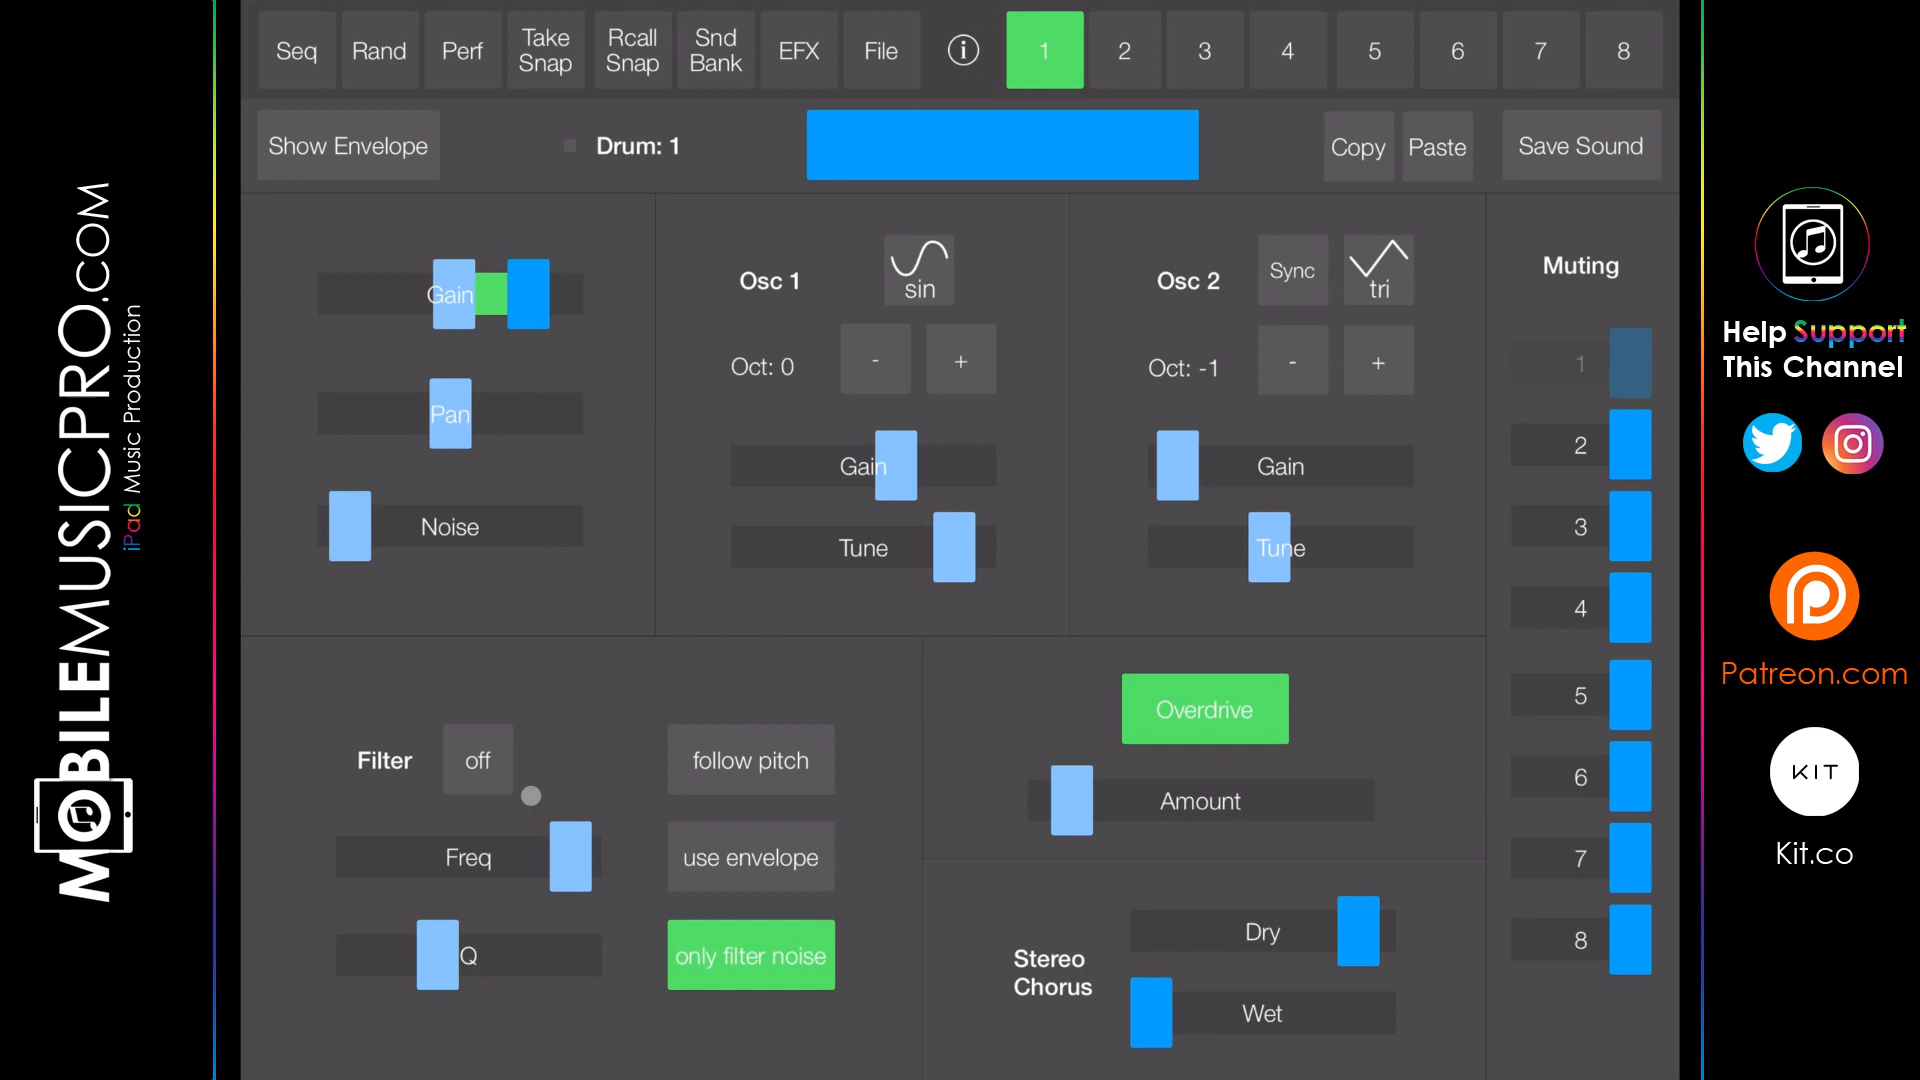 Seq
Rand
Perf
Take
Snap
Rcall
Snap
Snd
Bank
EFX
File
i
1
2
3
4
5
6
7
8
Show Envelope
Drum: 1
Copy
Paste
Save Sound
Gain
Pan
Noise
Osc 1
sin
Oct: 0
-
+
Gain
Tune
Osc 2
Sync
tri
Oct: -1
-
+
Gain
Tune
Muting
1
2
3
4
5
6
7
8
Filter
off
follow pitch
Freq
use envelope
Q
only filter noise
Overdrive
Amount
Stereo
Chorus
Dry
Wet
MOBILEMUSICPRO.COM
iPad Music Production
Help Support
This Channel
Patreon.com
KIT
Kit.co